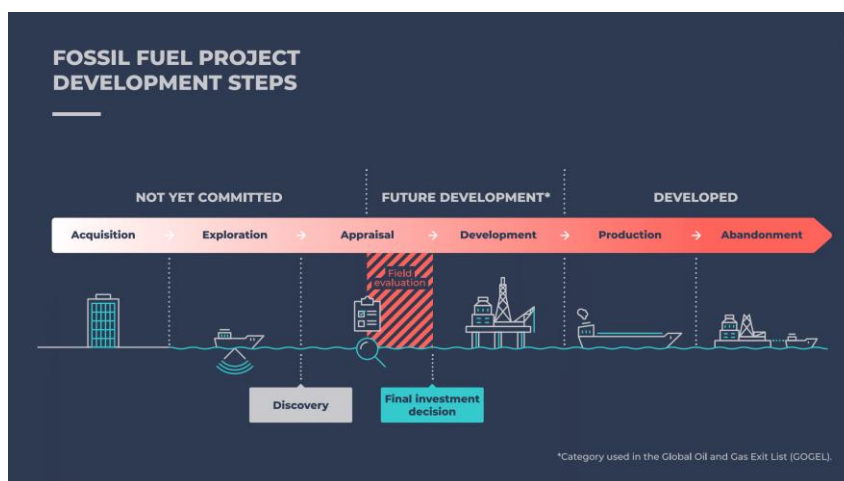 FOSSIL FUEL PROJECT
DEVELOPMENT STEPS
NOT YET COMMITTED
FUTURE DEVELOPMENT*
DEVELOPED
Acquisition → Exploration → Appraisal → Development → Production → Abandonment
Field
evaluation
Discovery
Final investment
decision
*Category used in the Global Oil and Gas Exit List (GOGEL).